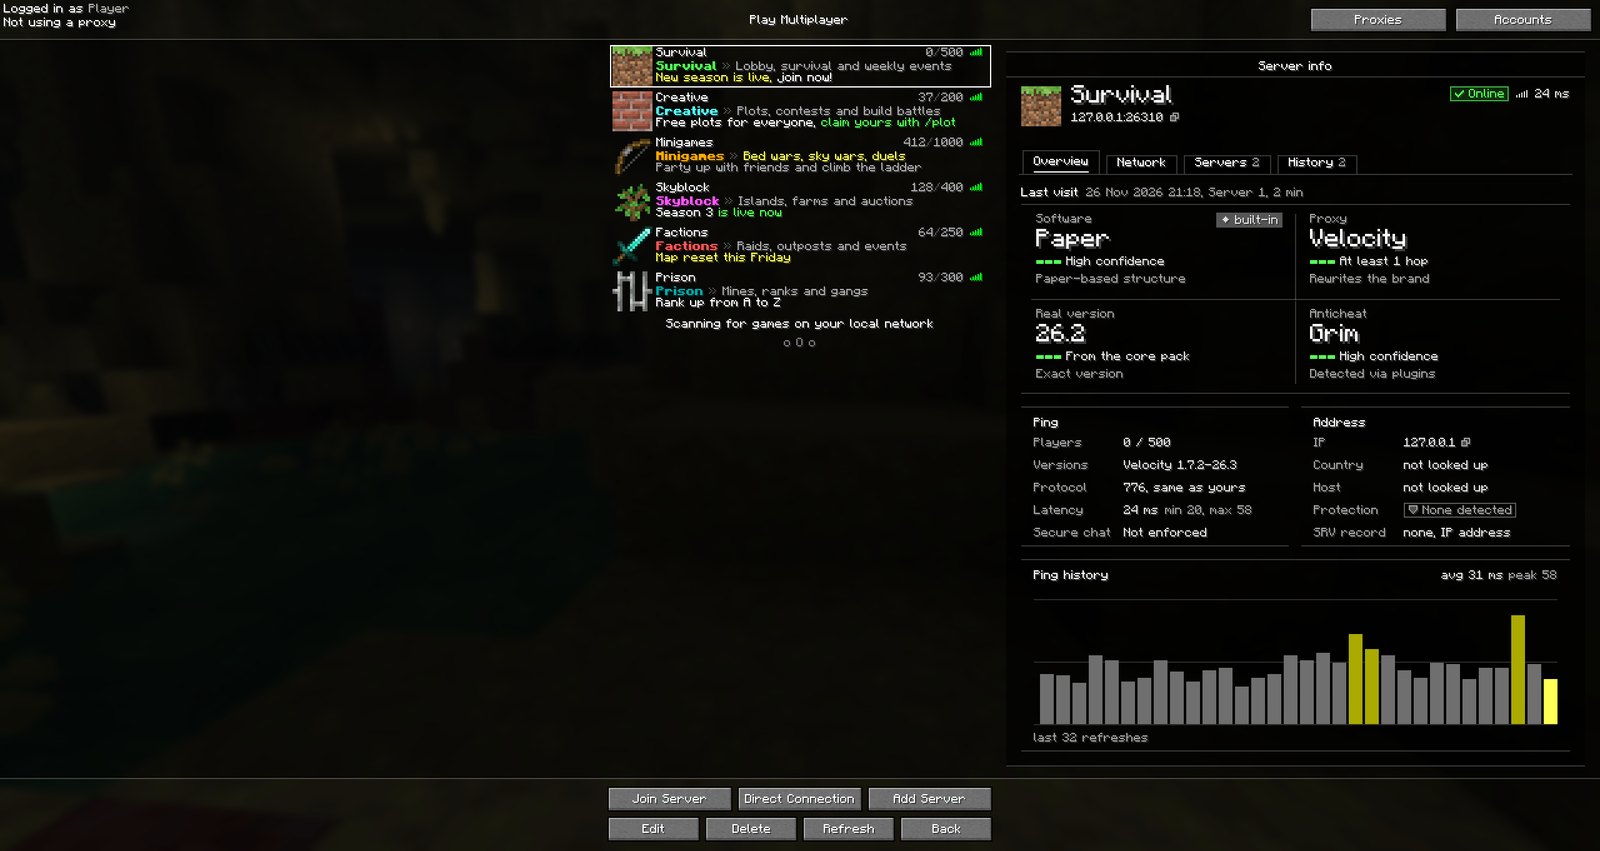 Logged in as Player
Not using a proxy
Play Multiplayer
Proxies
Accounts
Survival
0/500
Survival » Lobby, survival and weekly events
New season is live, join now!
Creative
37/200
Creative » Plots, contests and build battles
Free plots for everyone, claim yours with /plot
Minigames
412/1000
Minigames » Bed wars, sky wars, duels
Party up with friends and climb the ladder
Skyblock
128/400
Skyblock » Islands, farms and auctions
Season 3 is live now
Factions
64/250
Factions » Raids, outposts and events
Map reset this Friday
Prison
93/300
Prison » Mines, ranks and gangs
Rank up from A to Z
Scanning for games on your local network
o O o
Server info
Survival
✓ Online
24 ms
127.0.0.1:26310
Overview
Network
Servers 2
History 2
Last visit 26 Nov 2026 21:18, Server 1, 2 min
Software
✦ built-in
Paper
High confidence
Paper-based structure
Proxy
Velocity
At least 1 hop
Rewrites the brand
Real version
26.2
From the core pack
Exact version
Anticheat
Grim
High confidence
Detected via plugins
Ping
Players 0 / 500
Versions Velocity 1.7.2-26.3
Protocol 776, same as yours
Latency 24 ms min 20, max 58
Secure chat Not enforced
Address
IP 127.0.0.1
Country not looked up
Host not looked up
Protection None detected
SRV record none, IP address
Ping history
avg 31 ms peak 58
last 32 refreshes
Join Server
Direct Connection
Add Server
Edit
Delete
Refresh
Back